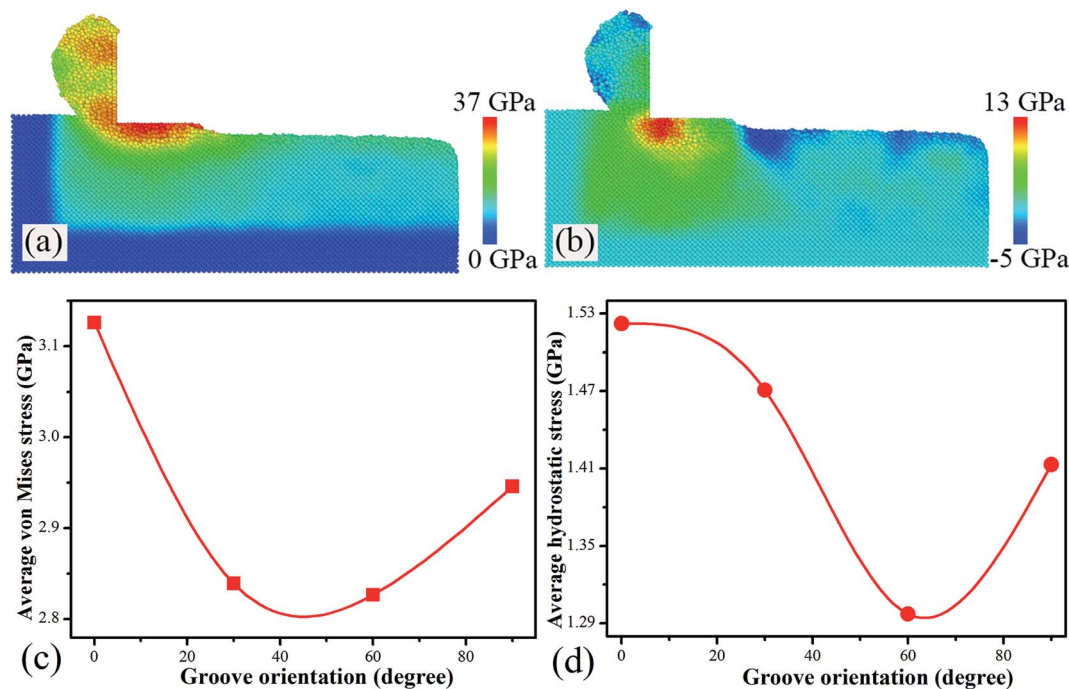 37 GPa
0 GPa
(a)
13 GPa
-5 GPa
(b)
3.1
3.0
2.9
2.8
Average von Mises stress (GPa)
0 20 40 60 80
Groove orientation (degree)
(c)
1.53
1.47
1.41
1.35
1.29
Average hydrostatic stress (GPa)
0 20 40 60 80
Groove orientation (degree)
(d)